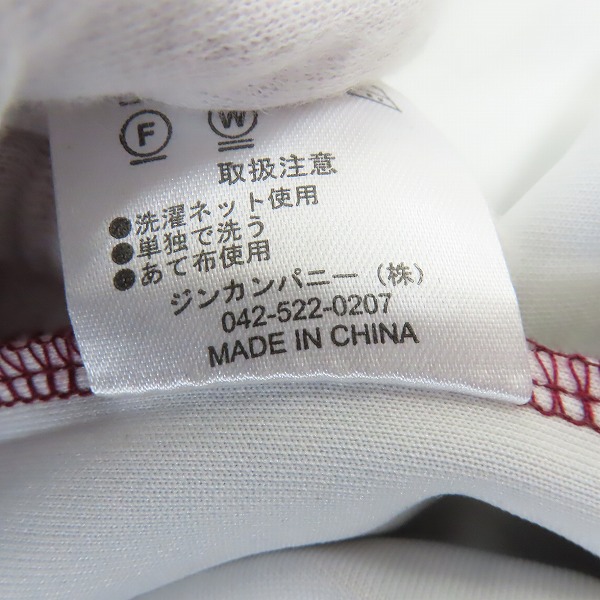 F W
取扱注意
●洗濯ネット使用
●単独で洗う
●あて布使用
ジンカンパニー（株）
042-522-0207
MADE IN CHINA